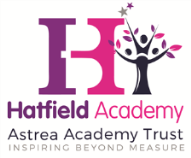 H
Hatfield Academy
Astrea Academy Trust
INSPIRING BEYOND MEASURE